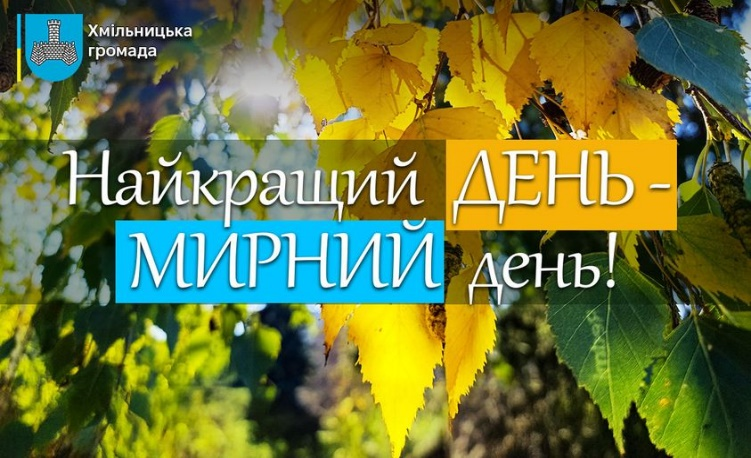 Хмільницька
громада
Найкращий ДЕНЬ -
МИРНИЙ день!